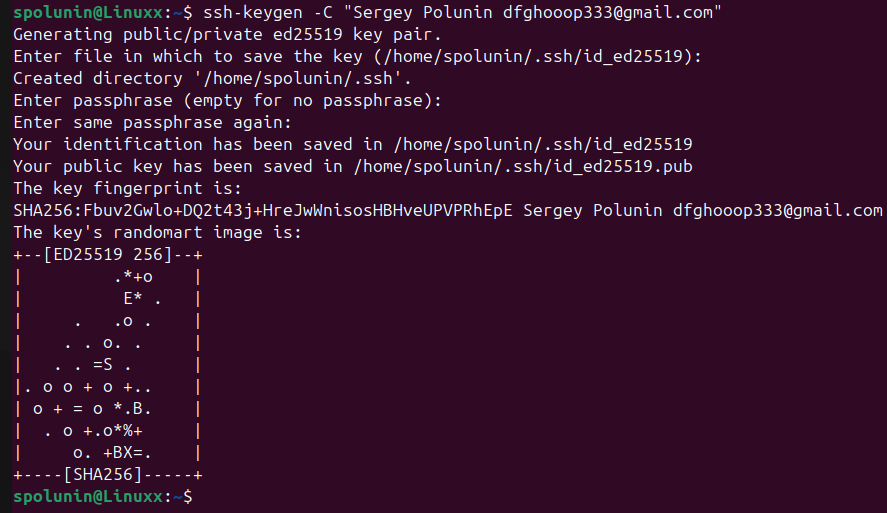 spolunin@Linuxx:~$ ssh-keygen -C "Sergey Polunin dfghooop333@gmail.com"
Generating public/private ed25519 key pair.
Enter file in which to save the key (/home/spolunin/.ssh/id_ed25519):
Created directory '/home/spolunin/.ssh'.
Enter passphrase (empty for no passphrase):
Enter same passphrase again:
Your identification has been saved in /home/spolunin/.ssh/id_ed25519
Your public key has been saved in /home/spolunin/.ssh/id_ed25519.pub
The key fingerprint is:
SHA256:Fbuv2Gwlo+DQ2t43j+HreJwWnisosHBHveUPVPRhEpE Sergey Polunin dfghooop333@gmail.com
The key's randomart image is:
+--[ED25519 256]--+
|         .*+o    |
|          E* .   |
|     .   .o .    |
|    . . o. .     |
|   . . =S .      |
|. o o + o +..    |
| o + = o *.B.    |
|  . o +.o*%+     |
|     o. +BX=.    |
+----[SHA256]-----+
spolunin@Linuxx:~$